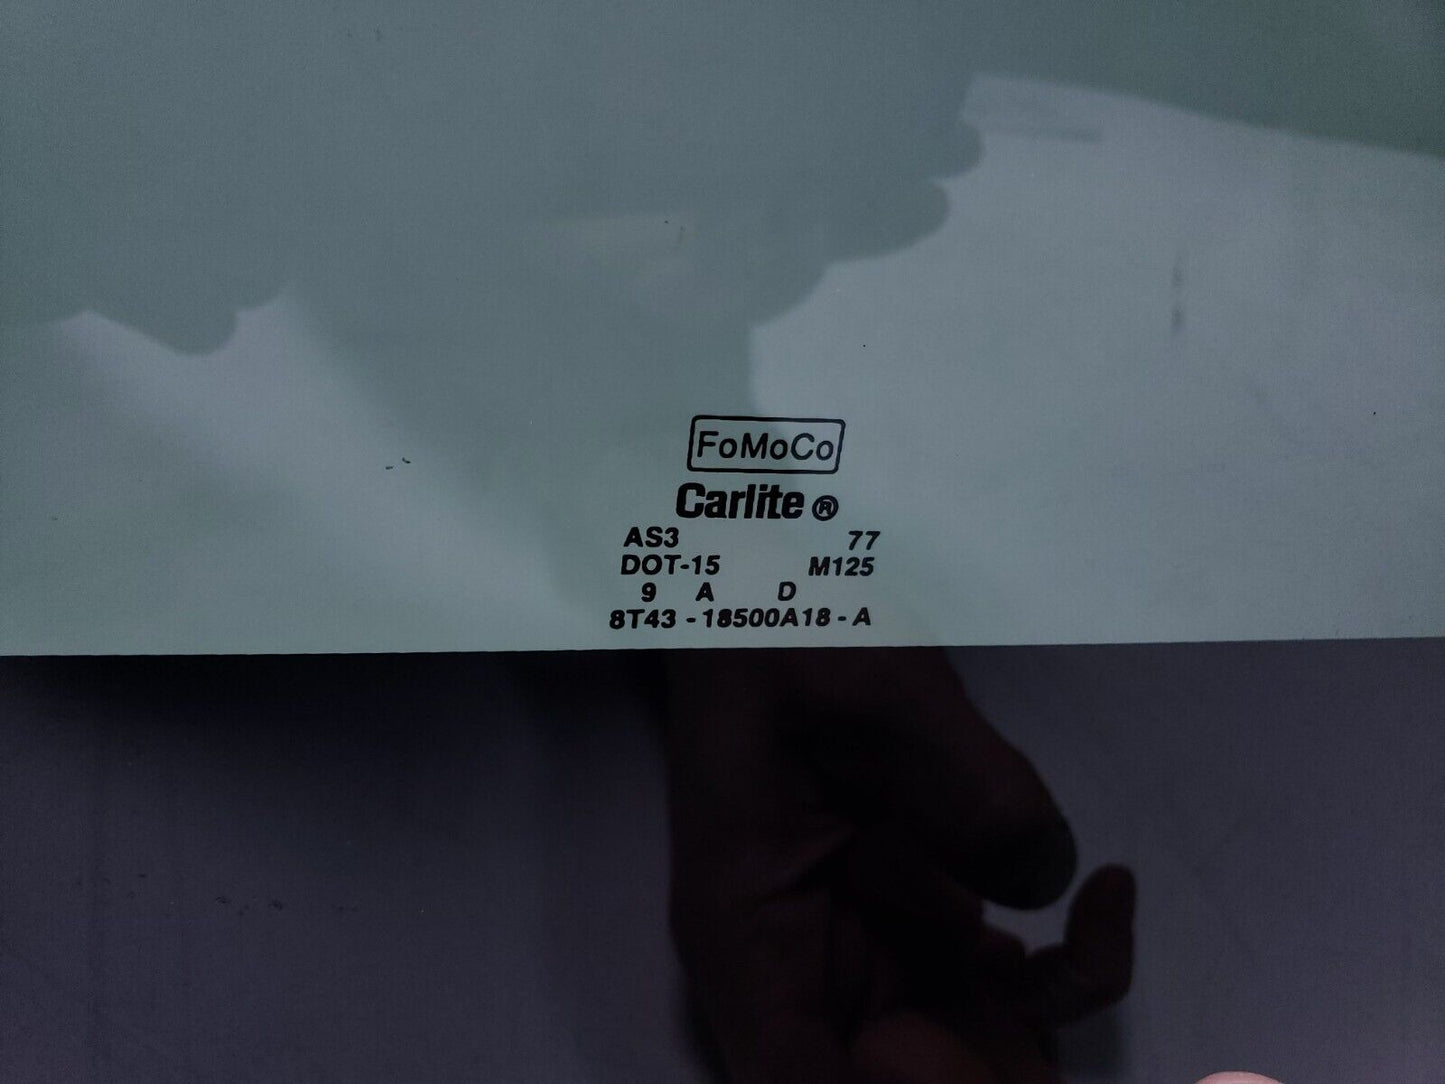 FoMoCo
Carlite ®
AS3 77
DOT-15 M125
9 A D
8T43-18500A18-A